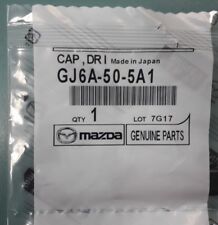 CAP, DRI Made in Japan
GJ6A-50-5A1
QTY 1 LOT 7G17
mazda GENUINE PARTS